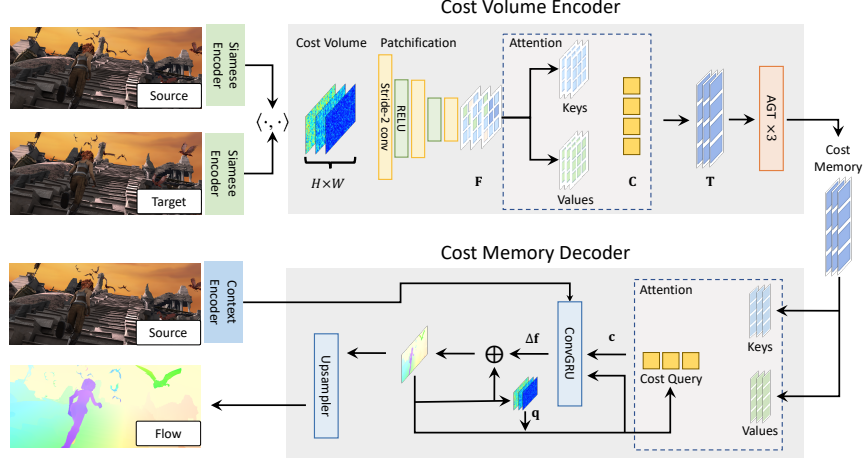 Cost Volume Encoder
Siamese
Encoder
Source
Siamese
Encoder
Target
⟨·,·⟩
Cost Volume
H×W
Patchification
Stride-2 conv
RELU
F
Attention
Keys
Values
C
T
AGT ×3
Cost
Memory
Cost Memory Decoder
Source
Context
Encoder
Flow
Upsampler
⊕
q
Δf
ConvGRU
c
Attention
Cost Query
Keys
Values